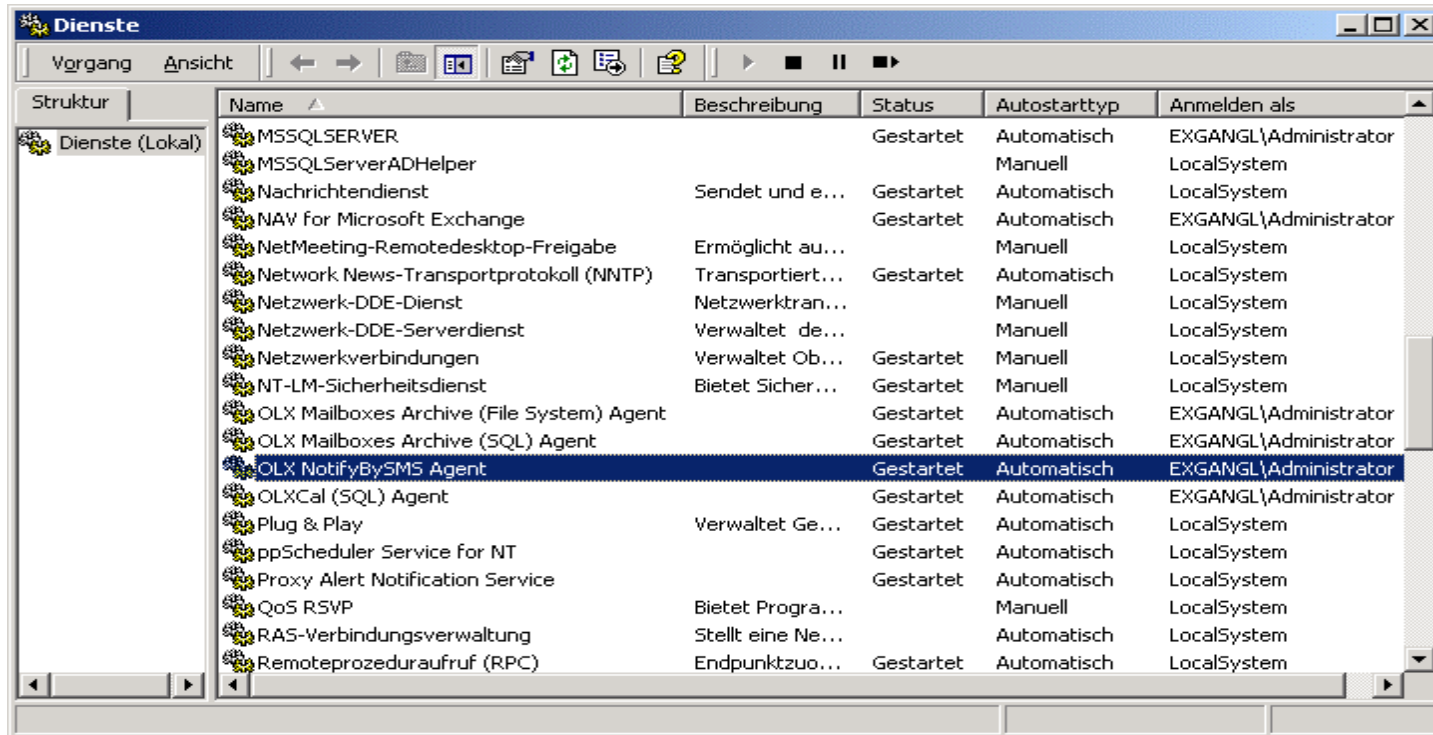 Dienste
Vorgang Ansicht
Struktur
Dienste (Lokal)
Name Beschreibung Status Autostarttyp Anmelden als
MSSQLSERVER Gestartet Automatisch EXGANGL\Administrator
MSSQLServerADHelper Manuell LocalSystem
Nachrichtendienst Sendet und e... Gestartet Automatisch LocalSystem
NAV for Microsoft Exchange Gestartet Automatisch EXGANGL\Administrator
NetMeeting-Remotedesktop-Freigabe Ermöglicht au... Manuell LocalSystem
Network News-Transportprotokoll (NNTP) Transportiert... Gestartet Automatisch LocalSystem
Netzwerk-DDE-Dienst Netzwerktran... Manuell LocalSystem
Netzwerk-DDE-Serverdienst Verwaltet de... Manuell LocalSystem
Netzwerkverbindungen Verwaltet Ob... Gestartet Manuell LocalSystem
NT-LM-Sicherheitsdienst Bietet Sicher... Gestartet Manuell LocalSystem
OLX Mailboxes Archive (File System) Agent Gestartet Automatisch EXGANGL\Administrator
OLX Mailboxes Archive (SQL) Agent Gestartet Automatisch EXGANGL\Administrator
OLX NotifyBySMS Agent Gestartet Automatisch EXGANGL\Administrator
OLXCal (SQL) Agent Gestartet Automatisch EXGANGL\Administrator
Plug & Play Verwaltet Ge... Gestartet Automatisch LocalSystem
ppScheduler Service for NT Gestartet Automatisch LocalSystem
Proxy Alert Notification Service Gestartet Automatisch LocalSystem
QoS RSVP Bietet Progra... Manuell LocalSystem
RAS-Verbindungsverwaltung Stellt eine Ne... Automatisch LocalSystem
Remoteprozeduraufruf (RPC) Endpunktzuo... Gestartet Automatisch LocalSystem